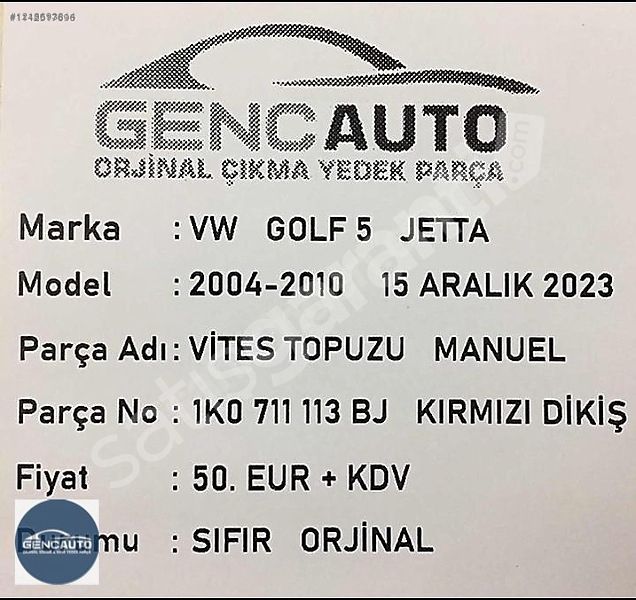 GENCAUTO
ORJİNAL ÇIKMA YEDEK PARÇA
Marka : VW GOLF 5 JETTA
Model : 2004-2010 15 ARALIK 2023
Parça Adı : VİTES TOPUZU MANUEL
Parça No : 1K0 711 113 BJ KIRMIZI DİKİŞ
Fiyat : 50. EUR + KDV
: SIFIR ORJİNAL
GENCAUTO
satışgaranti.com